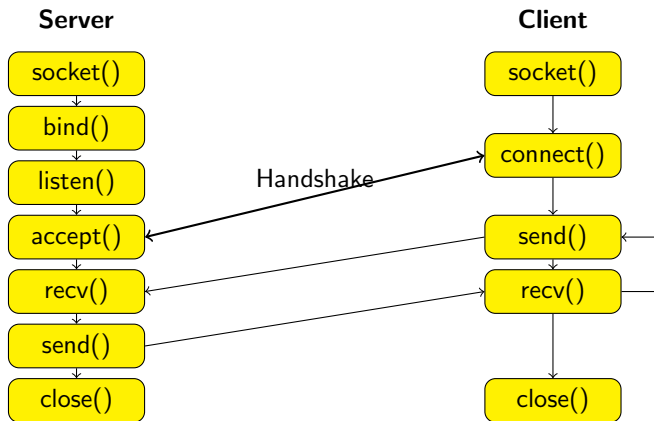 Server
Client
socket()
socket()
bind()
connect()
listen()
Handshake
accept()
send()
recv()
recv()
send()
close()
close()